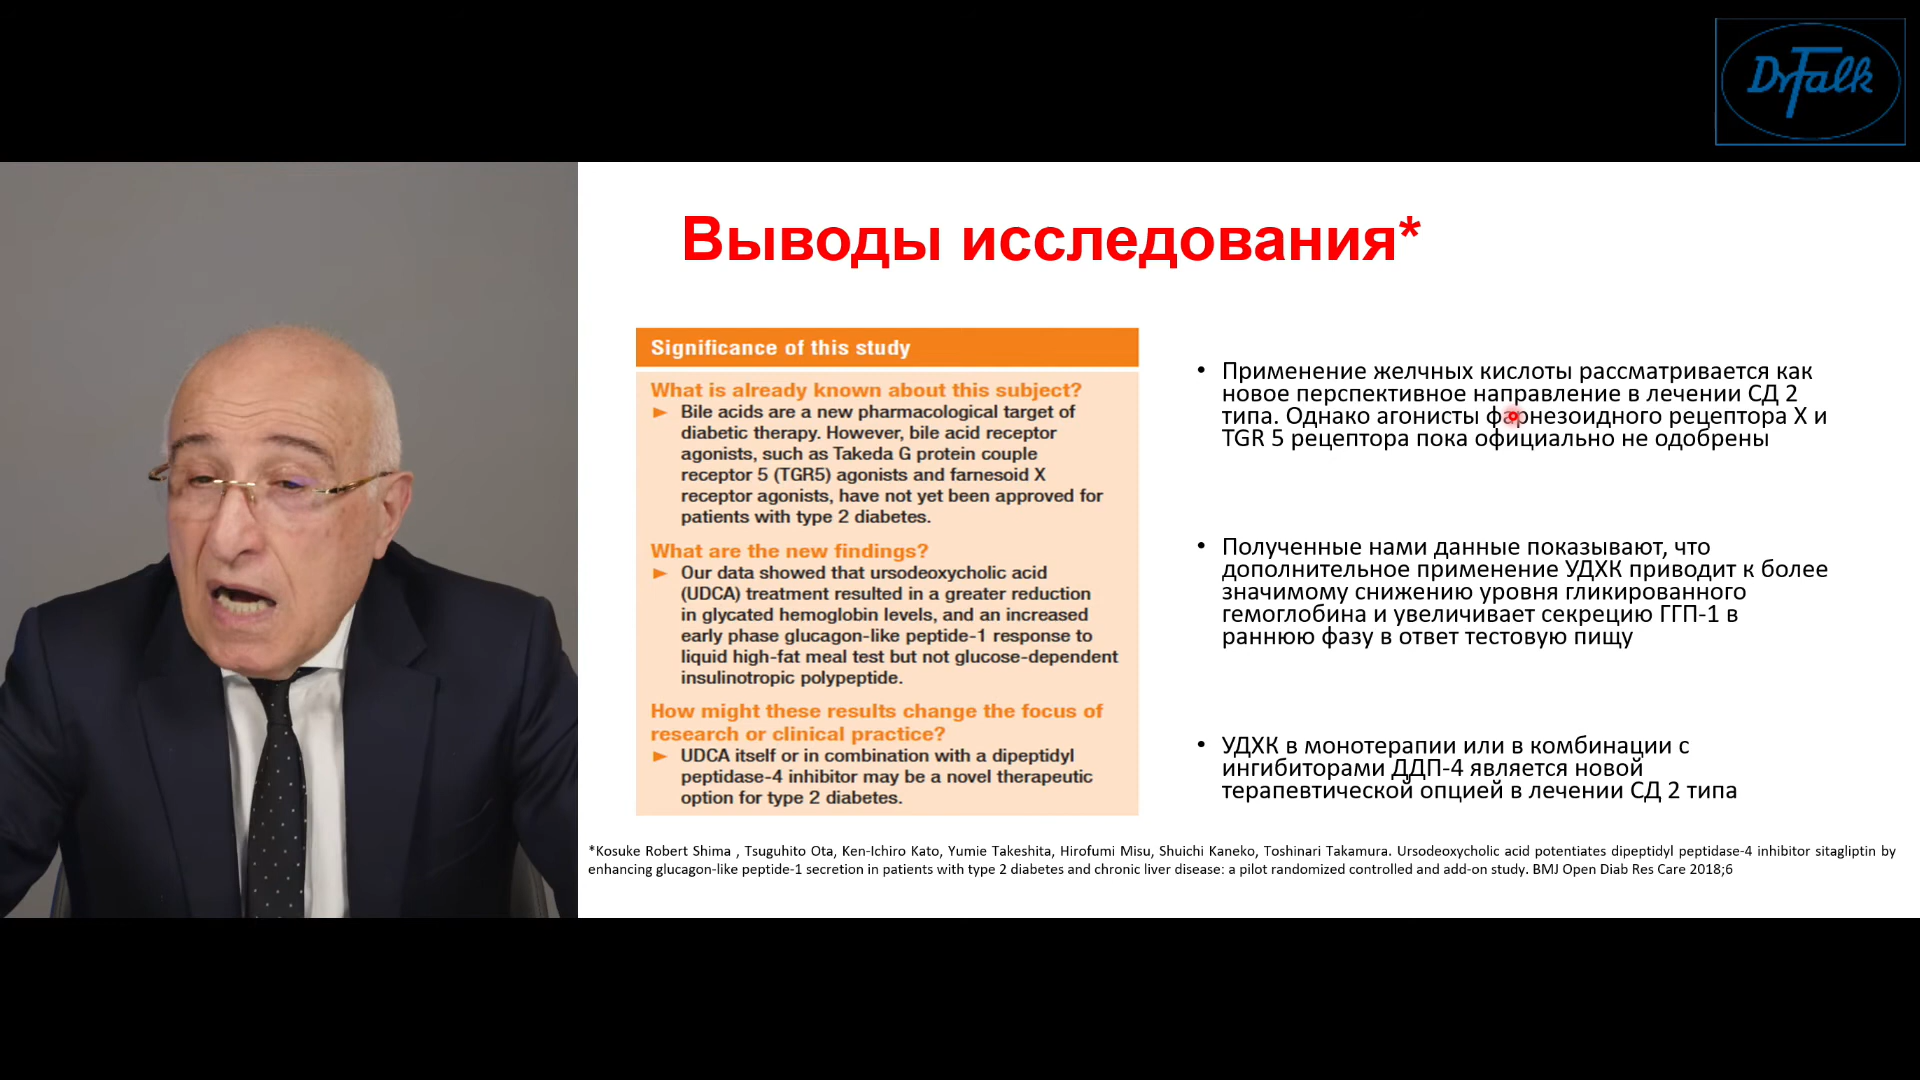 Dr Falk
Выводы исследования*
Significance of this study
What is already known about this subject?
► Bile acids are a new pharmacological target of
diabetic therapy. However, bile acid receptor
agonists, such as Takeda G protein couple
receptor 5 (TGR5) agonists and farnesoid X
receptor agonists, have not yet been approved for
patients with type 2 diabetes.
What are the new findings?
► Our data showed that ursodeoxycholic acid
(UDCA) treatment resulted in a greater reduction
in glycated hemoglobin levels, and an increased
early phase glucagon-like peptide-1 response to
liquid high-fat meal test but not glucose-dependent
insulinotropic polypeptide.
How might these results change the focus of
research or clinical practice?
► UDCA itself or in combination with a dipeptidyl
peptidase-4 inhibitor may be a novel therapeutic
option for type 2 diabetes.
• Применение желчных кислоты рассматривается как
новое перспективное направление в лечении СД 2
типа. Однако агонисты фарнезоидного рецептора X и
TGR 5 рецептора пока официально не одобрены
• Полученные нами данные показывают, что
дополнительное применение УДХК приводит к более
значимому снижению уровня гликированного
гемоглобина и увеличивает секрецию ГГП-1 в
раннюю фазу в ответ тестовую пищу
• УДХК в монотерапии или в комбинации с
ингибиторами ДДП-4 является новой
терапевтической опцией в лечении СД 2 типа
*Kosuke Robert Shima , Tsuguhito Ota, Ken-Ichiro Kato, Yumie Takeshita, Hirofumi Misu, Shuichi Kaneko, Toshinari Takamura. Ursodeoxycholic acid potentiates dipeptidyl peptidase-4 inhibitor sitagliptin by
enhancing glucagon-like peptide-1 secretion in patients with type 2 diabetes and chronic liver disease: a pilot randomized controlled and add-on study. BMJ Open Diab Res Care 2018;6